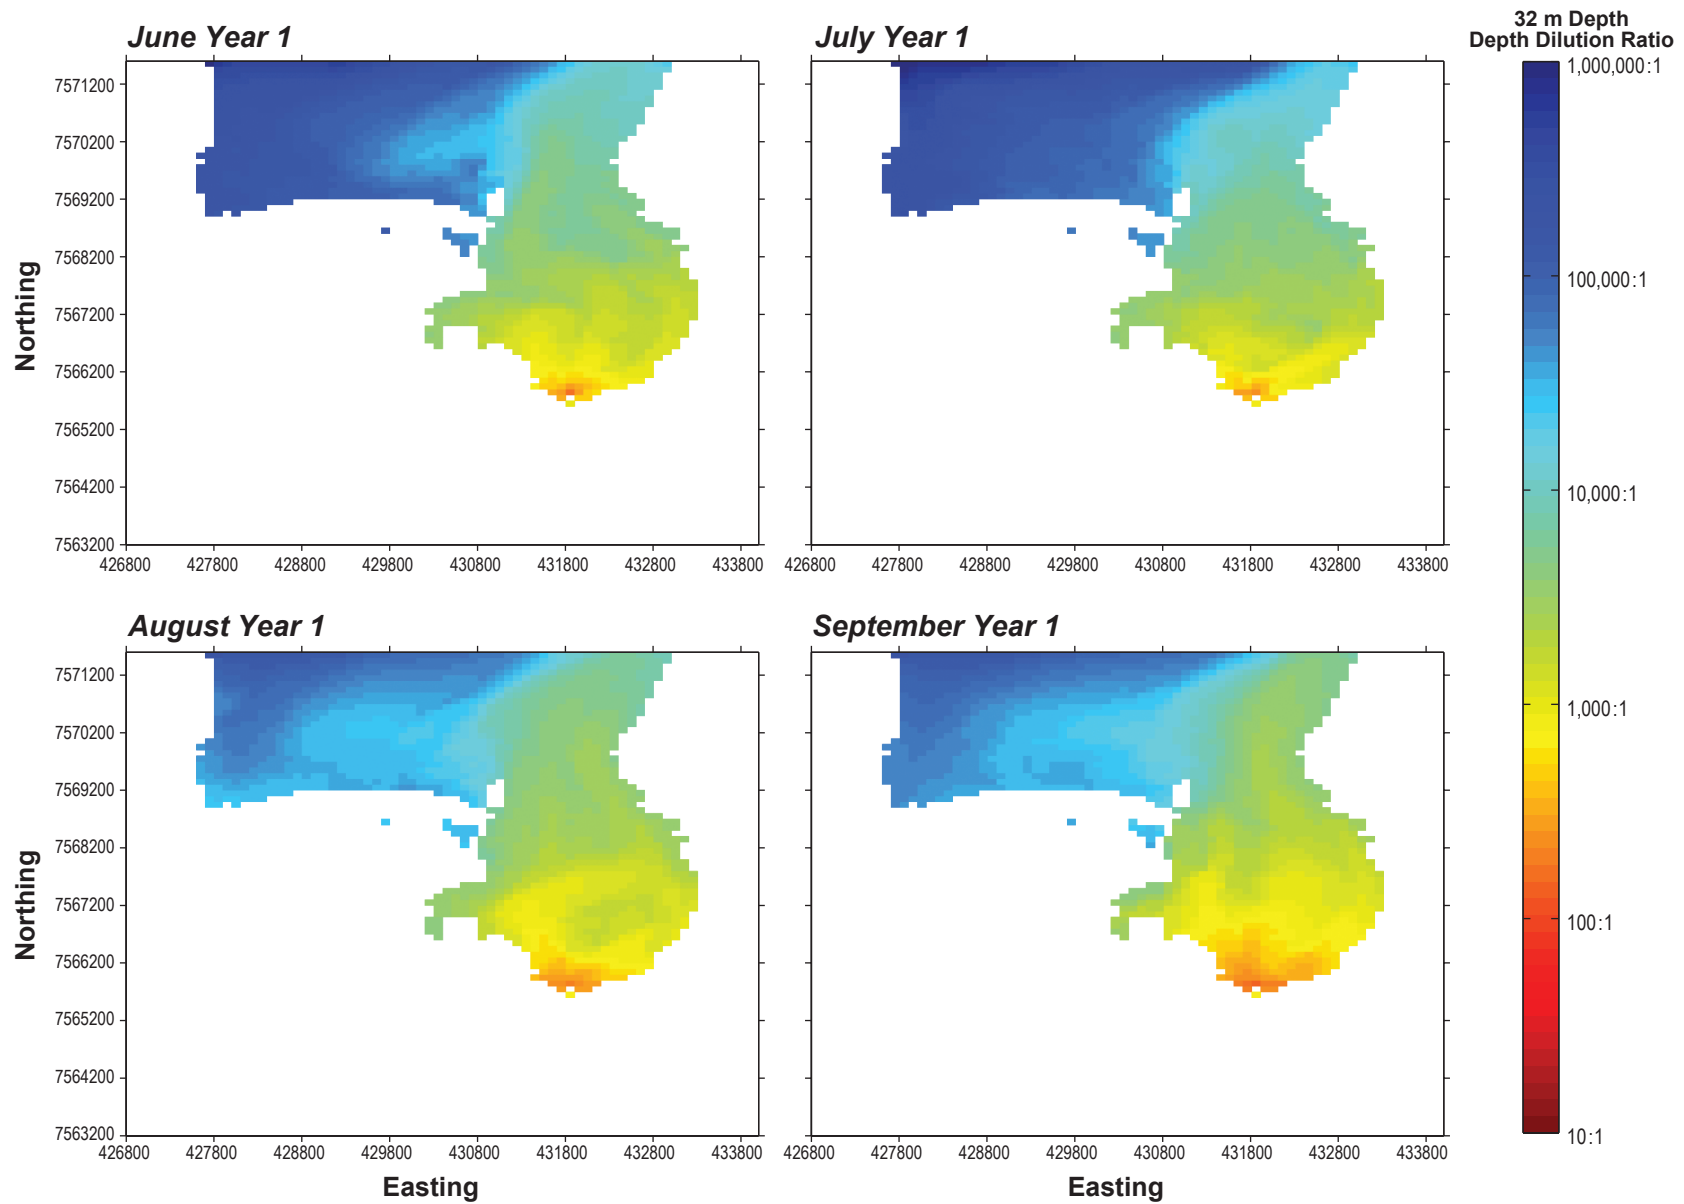 June Year 1
July Year 1
32 m Depth
Depth Dilution Ratio
7571200
7570200
7569200
7568200
7567200
7566200
7565200
7564200
7563200
Northing
426800 427800 428800 429800 430800 431800 432800 433800
426800 427800 428800 429800 430800 431800 432800 433800
1,000,000:1
100,000:1
10,000:1
1,000:1
100:1
10:1
August Year 1
September Year 1
7571200
7570200
7569200
7568200
7567200
7566200
7565200
7564200
7563200
Northing
426800 427800 428800 429800 430800 431800 432800 433800
426800 427800 428800 429800 430800 431800 432800 433800
Easting
Easting